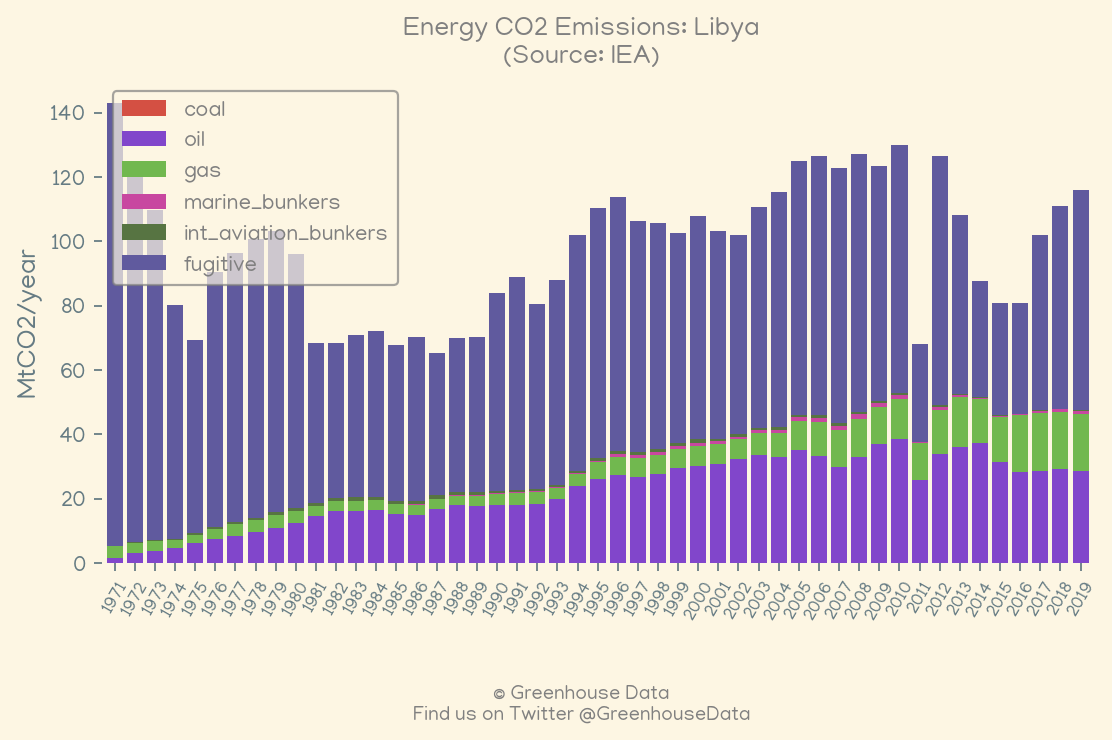 Energy CO2 Emissions: Libya
(Source: IEA)
MtCO2/year
140
120
100
80
60
40
20
0
coal
oil
gas
marine_bunkers
int_aviation_bunkers
fugitive
1971 1972 1973 1974 1975 1976 1977 1978 1979 1980 1981 1982 1983 1984 1985 1986 1987 1988 1989 1990 1991 1992 1993 1994 1995 1996 1997 1998 1999 2000 2001 2002 2003 2004 2005 2006 2007 2008 2009 2010 2011 2012 2013 2014 2015 2016 2017 2018 2019
© Greenhouse Data
Find us on Twitter @GreenhouseData